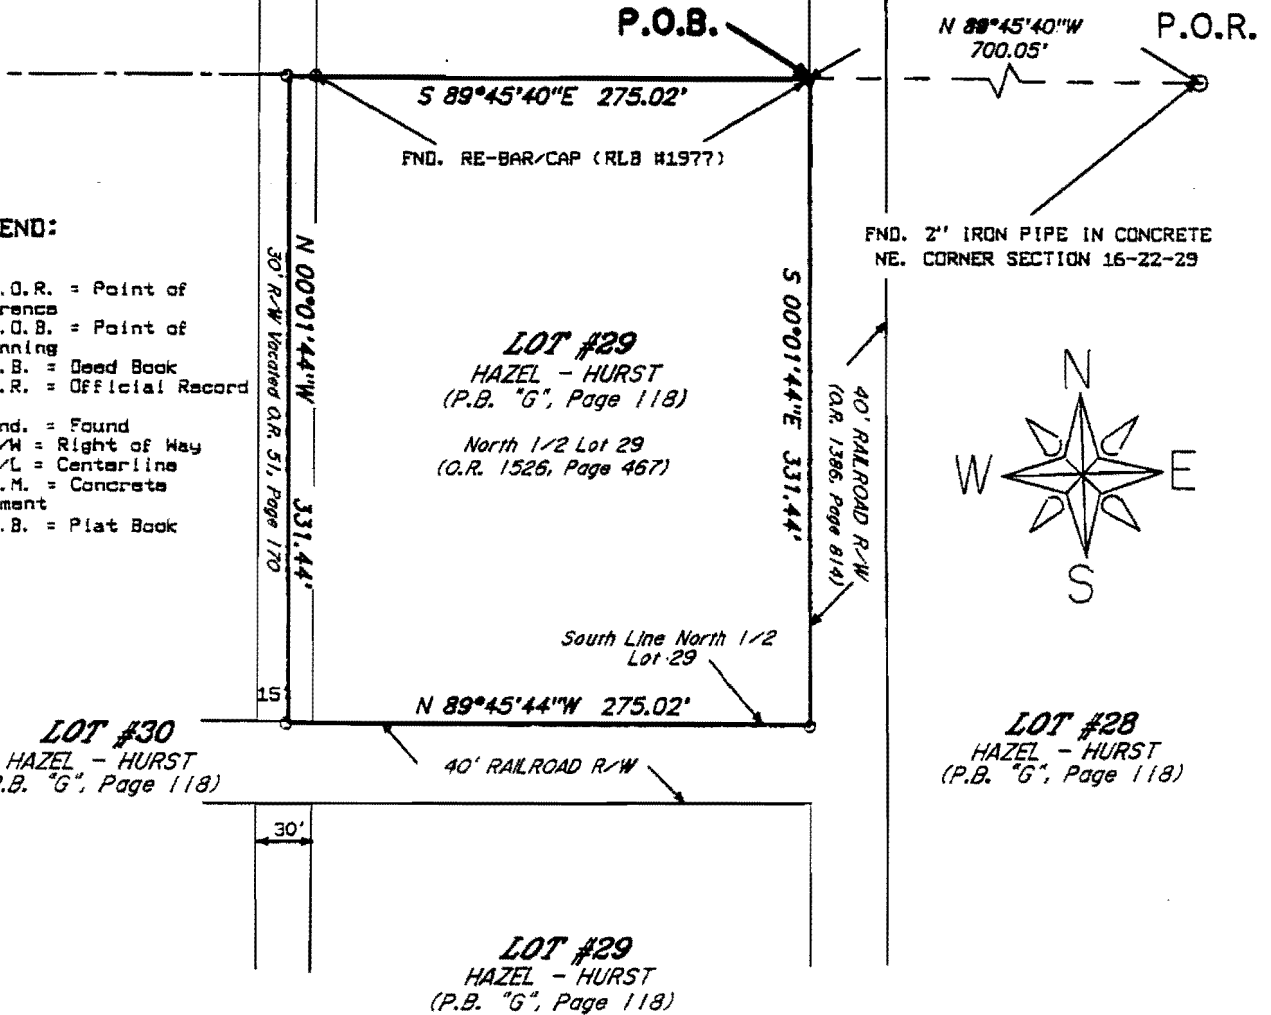 P.O.B.
N 89°45'40"W
700.05'
P.O.R.
S 89°45'40"E 275.02'
FND. RE-BAR/CAP (RLB #1977)
FND. 2" IRON PIPE IN CONCRETE
NE. CORNER SECTION 16-22-29
END:
.O.R. = Point of
rence
.O.B. = Point of
nning
.B. = Deed Book
.R. = Official Record
nd. = Found
/W = Right of Way
/L = Centerline
.M. = Concrete
ment
.B. = Plat Book
30' R/W Vacated O.R. 51, Page 170
N 00°01'44"W 331.44'
LOT #29
HAZEL - HURST
(P.B. "G", Page 118)
North 1/2 Lot 29
(O.R. 1526, Page 467)
S 00°01'44"E 331.44'
40' RAILROAD R/W
(O.R. 1386, Page 814)
N
W
E
S
South Line North 1/2
Lot 29
15'
N 89°45'44"W 275.02'
LOT #30
HAZEL - HURST
.B. "G", Page 118)
40' RAILROAD R/W
LOT #28
HAZEL - HURST
(P.B. "G", Page 118)
30'
LOT #29
HAZEL - HURST
(P.B. "G", Page 118)